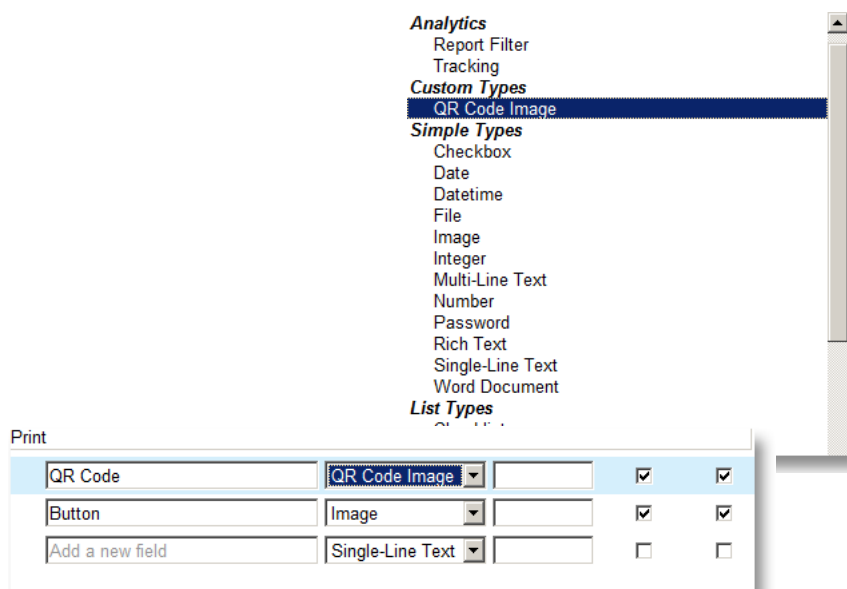 Analytics
Report Filter
Tracking
Custom Types
QR Code Image
Simple Types
Checkbox
Date
Datetime
File
Image
Integer
Multi-Line Text
Number
Password
Rich Text
Single-Line Text
Word Document
List Types
Print
QR Code QR Code Image
Button Image
Add a new field Single-Line Text